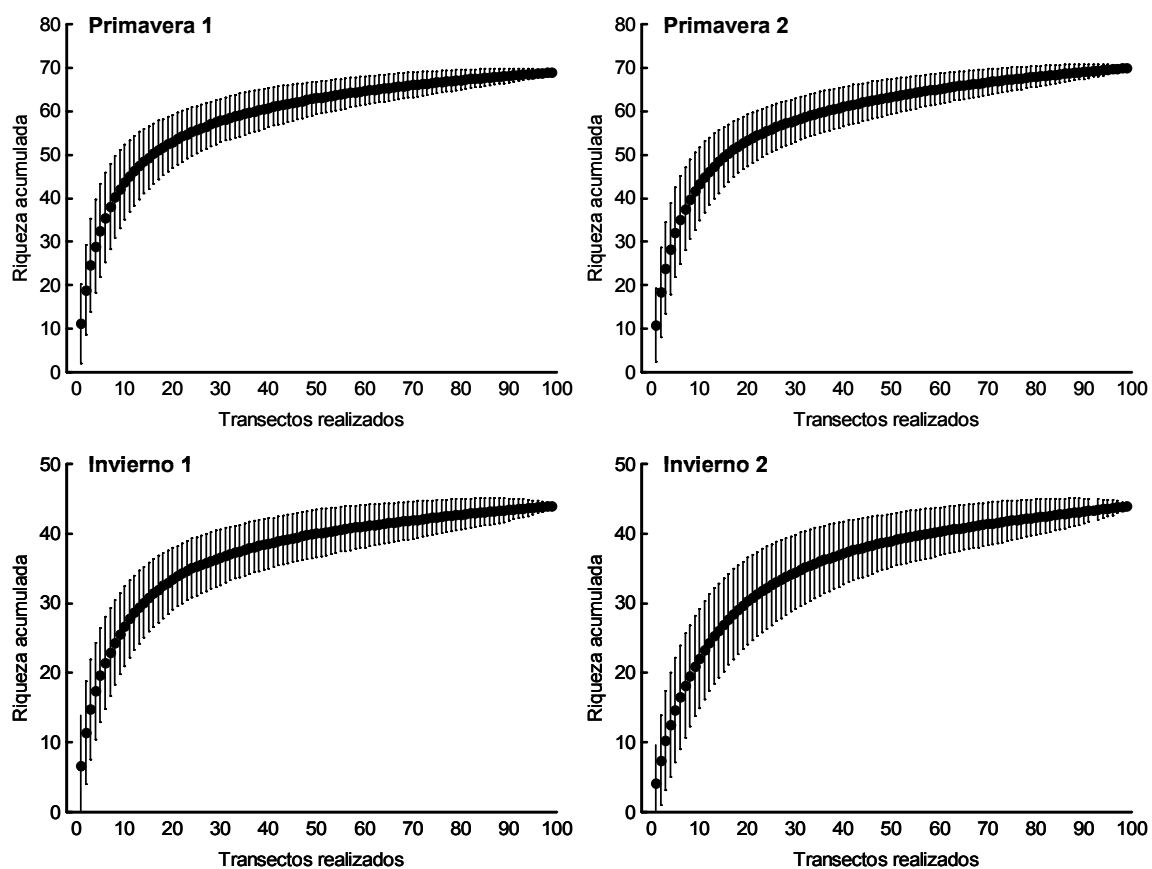 Primavera 1
80
70
60
50
40
30
20
10
0
Riqueza acumulada
0 10 20 30 40 50 60 70 80 90 100
Transectos realizados
Primavera 2
80
70
60
50
40
30
20
10
0
Riqueza acumulada
0 10 20 30 40 50 60 70 80 90 100
Transectos realizados
Invierno 1
50
40
30
20
10
0
Riqueza acumulada
0 10 20 30 40 50 60 70 80 90 100
Transectos realizados
Invierno 2
50
40
30
20
10
0
Riqueza acumulada
0 10 20 30 40 50 60 70 80 90 100
Transectos realizados